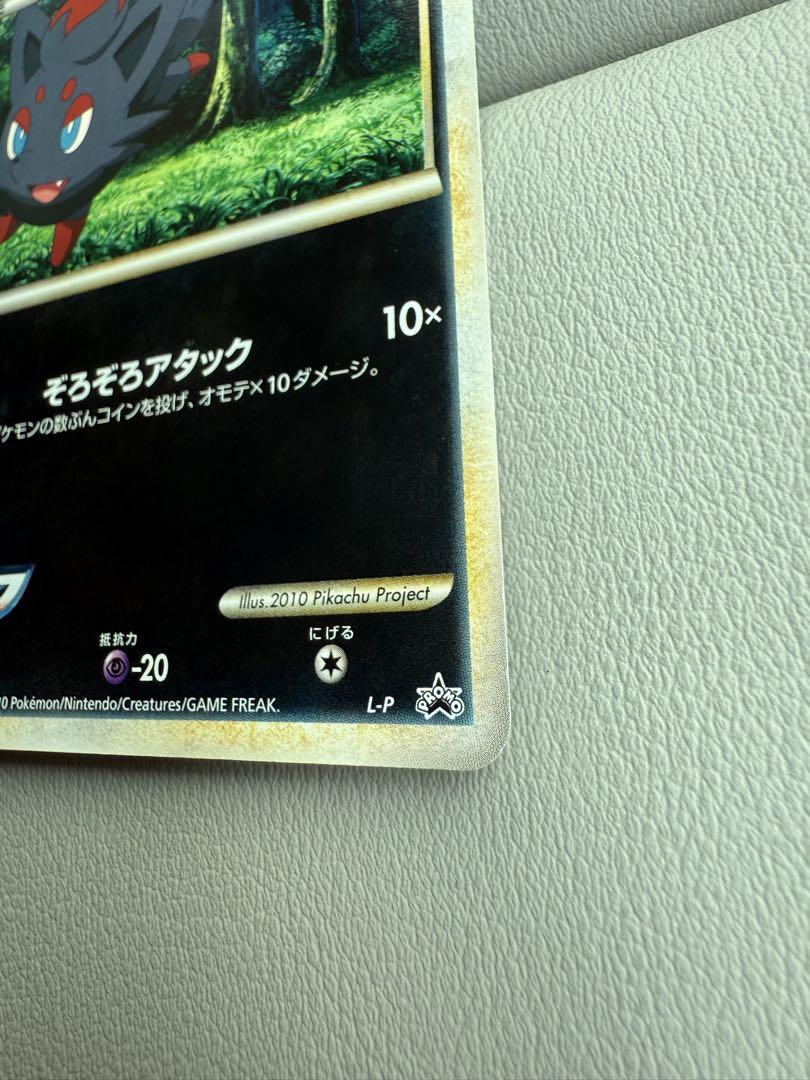 10×
ぞろぞろアタック
ケモンの数ぶんコインを投げ、オモテ×10ダメージ。
Illus.2010 Pikachu Project
抵抗力
にげる
-20
0 Pokémon/Nintendo/Creatures/GAME FREAK.
L-P
PROMO